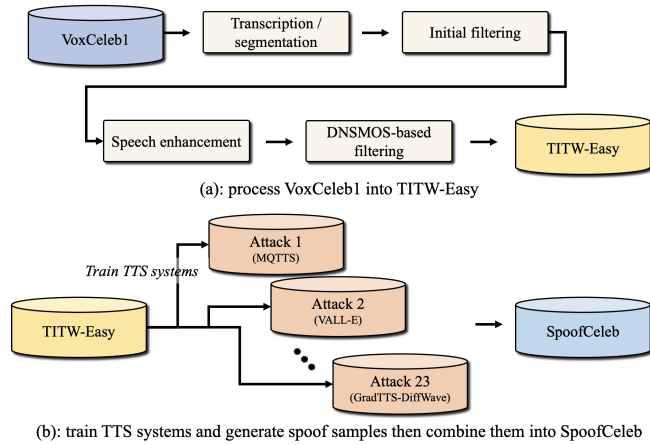 VoxCeleb1
Transcription /
segmentation
Initial filtering
Speech enhancement
DNSMOS-based
filtering
TITW-Easy
(a): process VoxCeleb1 into TITW-Easy
Attack 1
(MQTTS)
Train TTS systems
Attack 2
(VALL-E)
TITW-Easy
SpoofCeleb
Attack 23
(GradTTS-DiffWave)
(b): train TTS systems and generate spoof samples then combine them into SpoofCeleb